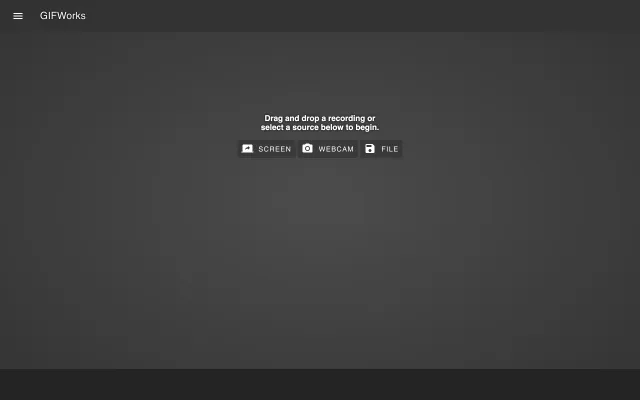 GIFWorks
Drag and drop a recording or
select a source below to begin.
SCREEN WEBCAM FILE